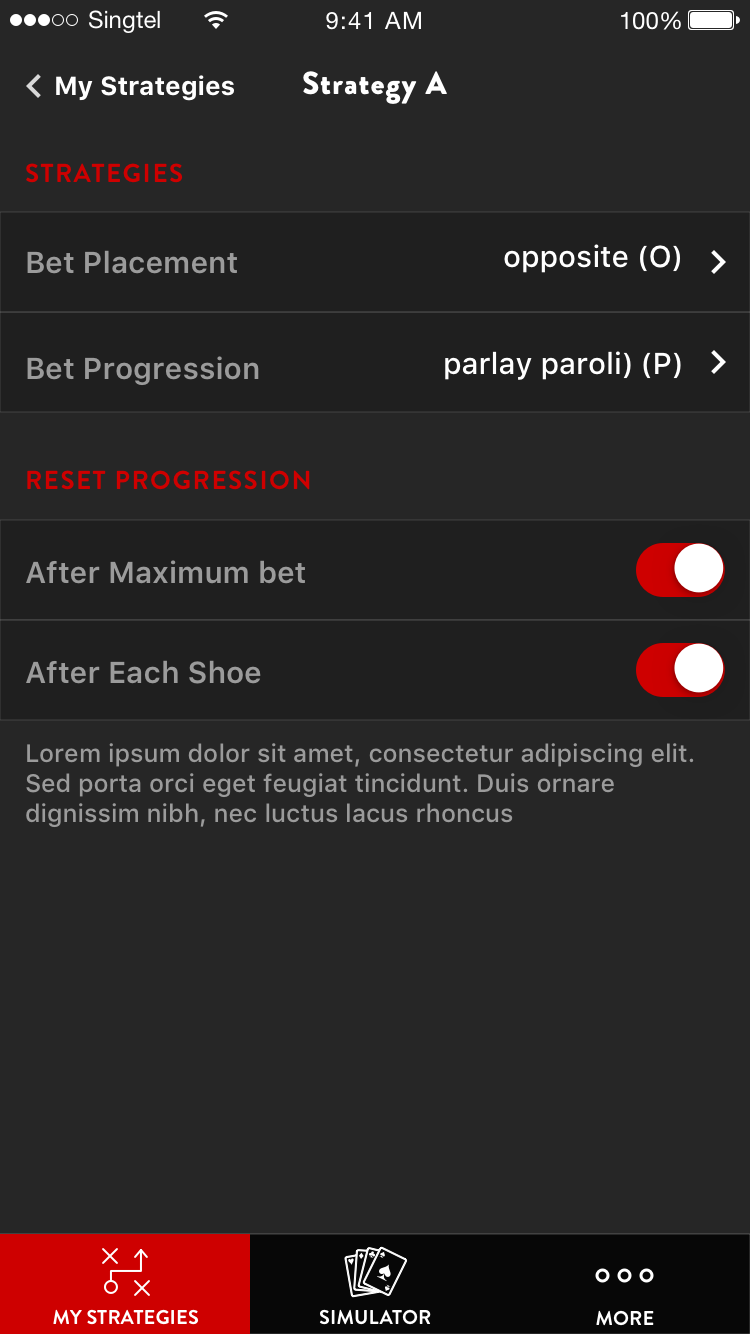 Singtel 9:41 AM 100%
My Strategies Strategy A
STRATEGIES
Bet Placement opposite (O)
Bet Progression parlay paroli) (P)
RESET PROGRESSION
After Maximum bet
After Each Shoe
Lorem ipsum dolor sit amet, consectetur adipiscing elit.
Sed porta orci eget feugiat tincidunt. Duis ornare
dignissim nibh, nec luctus lacus rhoncus
MY STRATEGIES SIMULATOR MORE